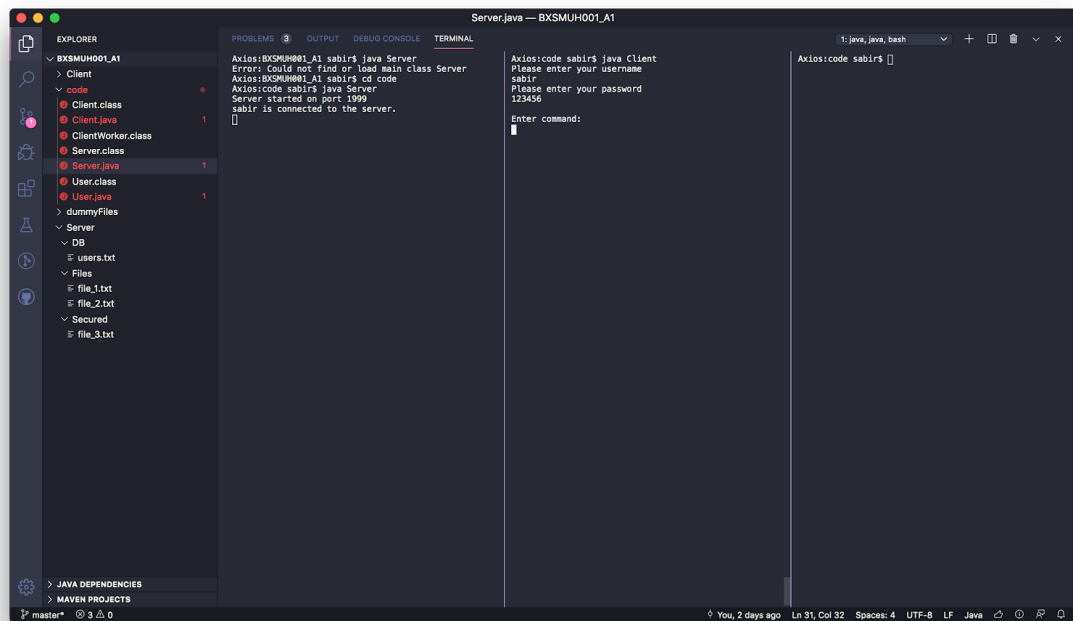 Server.java — BXSMUH001_A1
EXPLORER
BXSMUH001_A1
Client
code
Client.class
Client.java 1
ClientWorker.class
Server.class
Server.java 1
User.class
User.java 1
dummyFiles
Server
DB
users.txt
Files
file_1.txt
file_2.txt
Secured
file_3.txt
JAVA DEPENDENCIES
MAVEN PROJECTS
PROBLEMS 3 OUTPUT DEBUG CONSOLE TERMINAL
1: java, java, bash
Axios:BXSMUH001_A1 sabir$ java Server
Error: Could not find or load main class Server
Axios:BXSMUH001_A1 sabir$ cd code
Axios:code sabir$ java Server
Server started on port 1999
sabir is connected to the server.
Axios:code sabir$ java Client
Please enter your username
sabir
Please enter your password
123456
Enter command:
Axios:code sabir$
1
master* 3 0
You, 2 days ago Ln 31, Col 32 Spaces: 4 UTF-8 LF Java